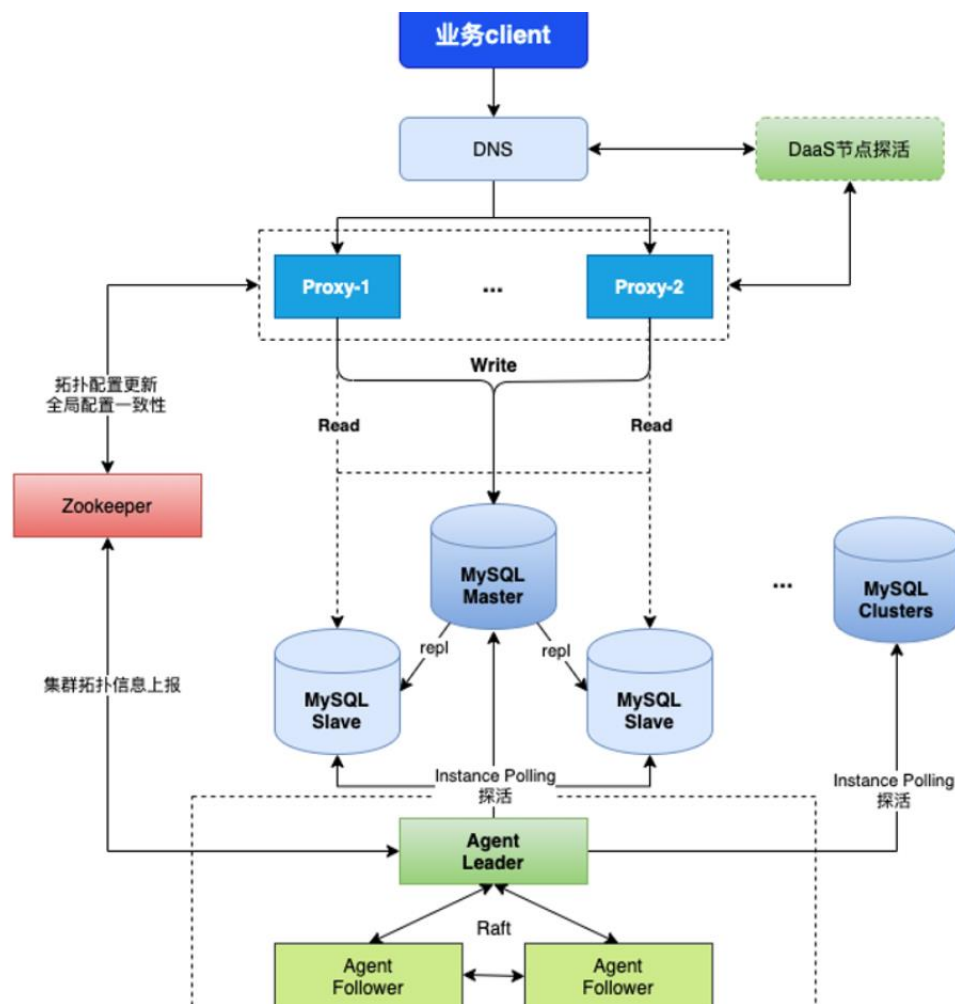 业务client
DNS
DaaS节点探活
Proxy-1
...
Proxy-2
Write
拓扑配置更新
全局配置一致性
Read
Read
Zookeeper
MySQL
Master
...
MySQL
Clusters
repl
repl
集群拓扑信息上报
MySQL
Slave
MySQL
Slave
Instance Polling
探活
Instance Polling
探活
Agent
Leader
Raft
Agent
Follower
Agent
Follower